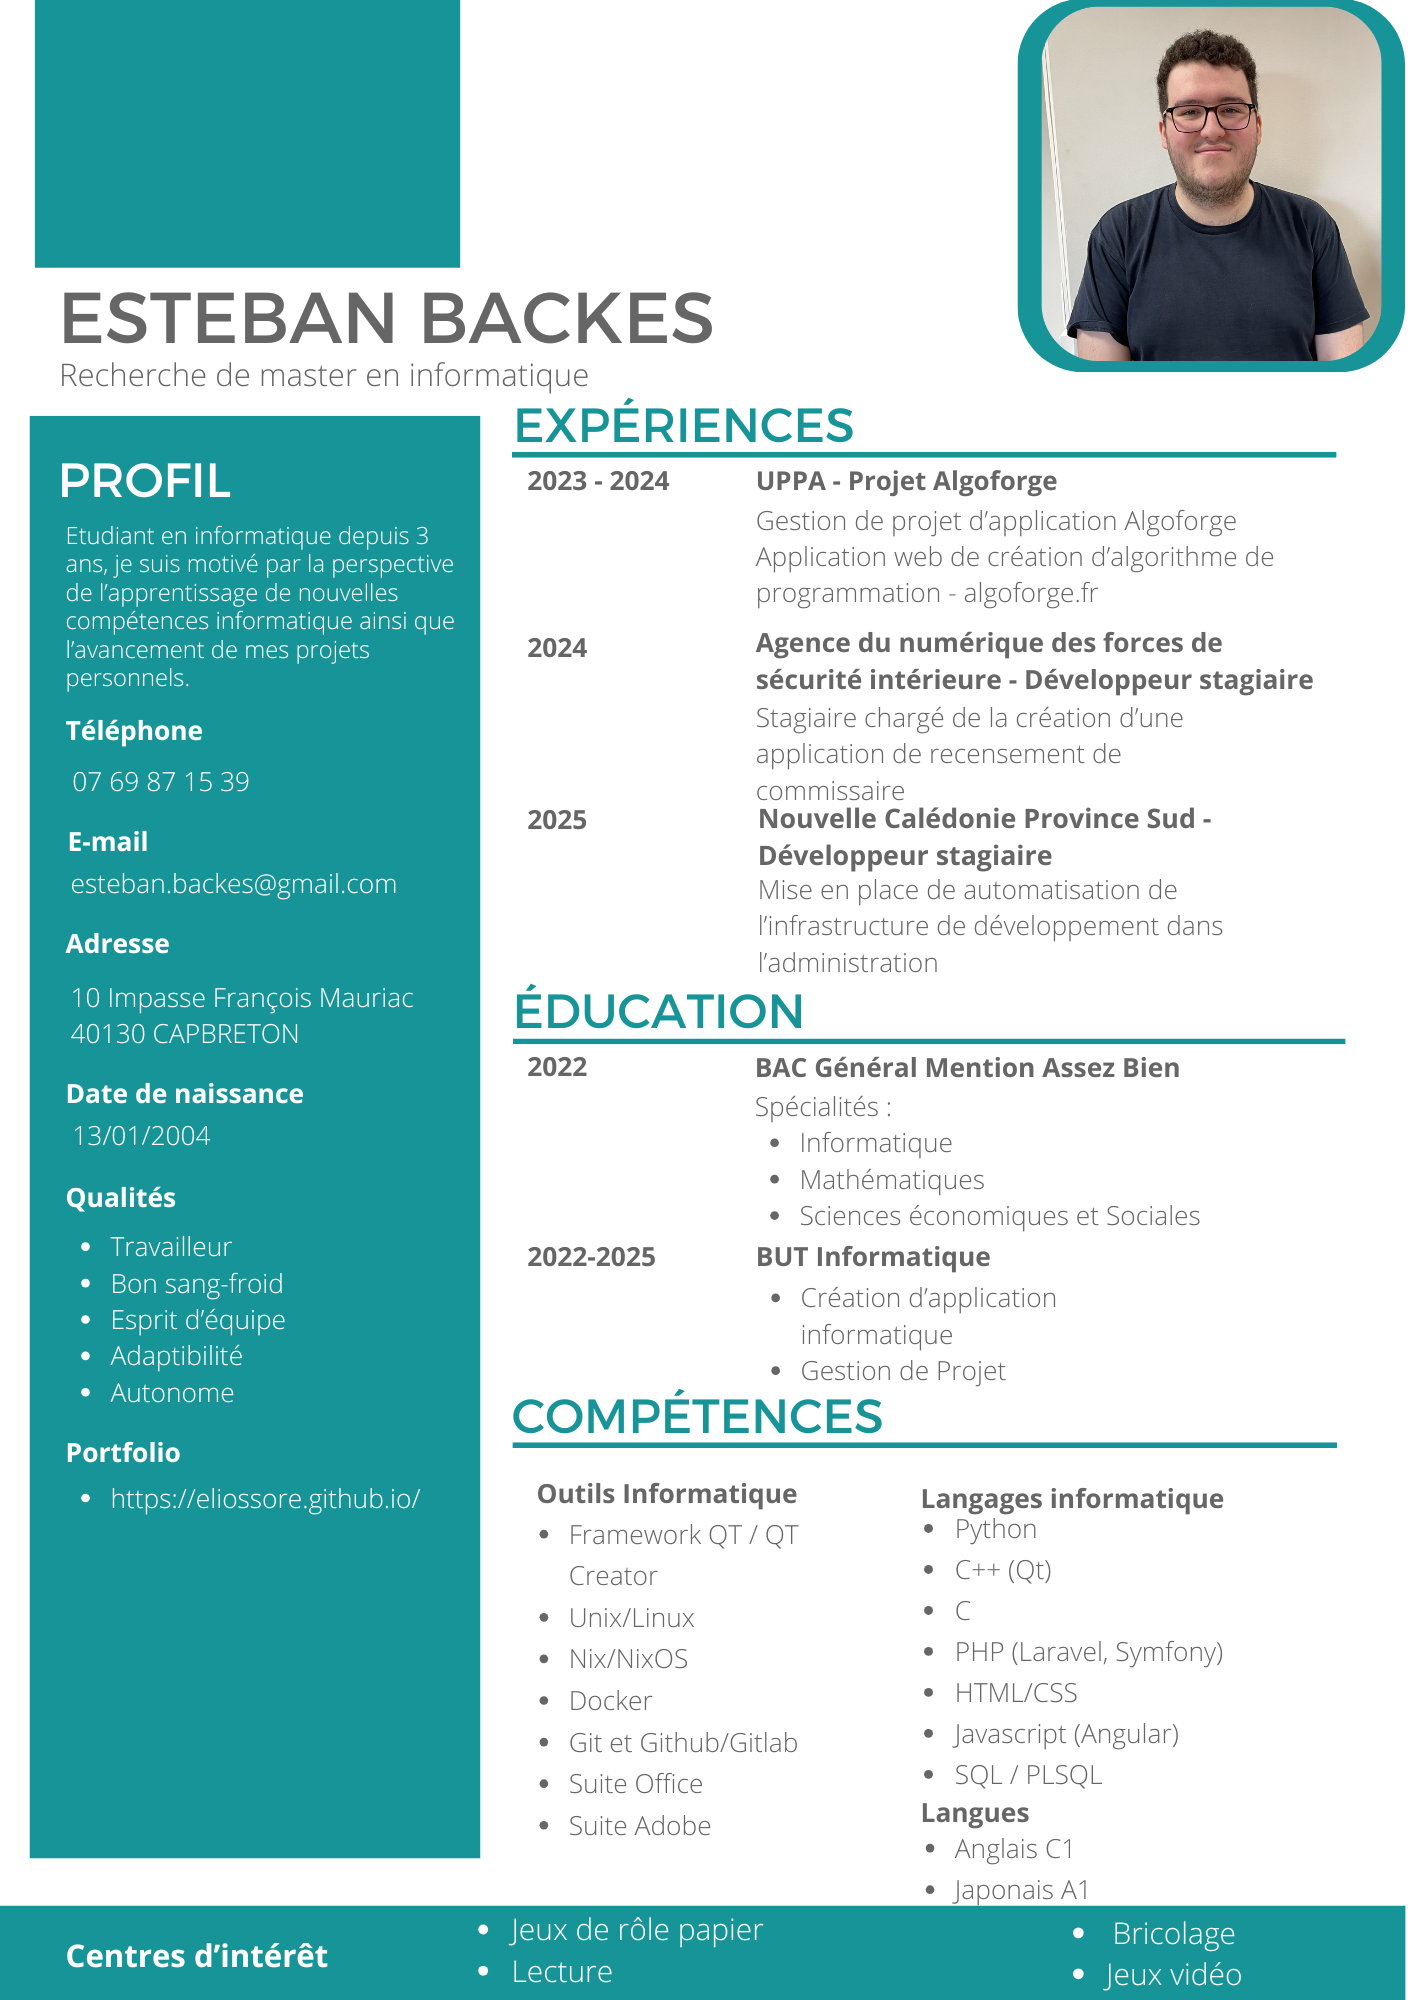 ESTEBAN BACKES
Recherche de master en informatique
PROFIL
Etudiant en informatique depuis 3
ans, je suis motivé par la perspective
de l’apprentissage de nouvelles
compétences informatique ainsi que
l’avancement de mes projets
personnels.
Téléphone
07 69 87 15 39
E-mail
esteban.backes@gmail.com
Adresse
10 Impasse François Mauriac
40130 CAPBRETON
Date de naissance
13/01/2004
Qualités
• Travailleur
• Bon sang-froid
• Esprit d’équipe
• Adaptibilité
• Autonome
Portfolio
• https://eliossore.github.io/
EXPÉRIENCES
2023 - 2024
UPPA - Projet Algoforge
Gestion de projet d’application Algoforge
Application web de création d’algorithme de
programmation - algoforge.fr
2024
Agence du numérique des forces de
sécurité intérieure - Développeur stagiaire
Stagiaire chargé de la création d’une
application de recensement de
commissaire
2025
Nouvelle Calédonie Province Sud -
Développeur stagiaire
Mise en place de automatisation de
l’infrastructure de développement dans
l’administration
ÉDUCATION
2022
BAC Général Mention Assez Bien
Spécialités :
• Informatique
• Mathématiques
• Sciences économiques et Sociales
2022-2025
BUT Informatique
• Création d’application
informatique
• Gestion de Projet
COMPÉTENCES
Outils Informatique
• Framework QT / QT
Creator
• Unix/Linux
• Nix/NixOS
• Docker
• Git et Github/Gitlab
• Suite Office
• Suite Adobe
Langages informatique
• Python
• C++ (Qt)
• C
• PHP (Laravel, Symfony)
• HTML/CSS
• Javascript (Angular)
• SQL / PLSQL
Langues
• Anglais C1
• Japonais A1
Centres d’intérêt
• Jeux de rôle papier
• Lecture
• Bricolage
• Jeux vidéo